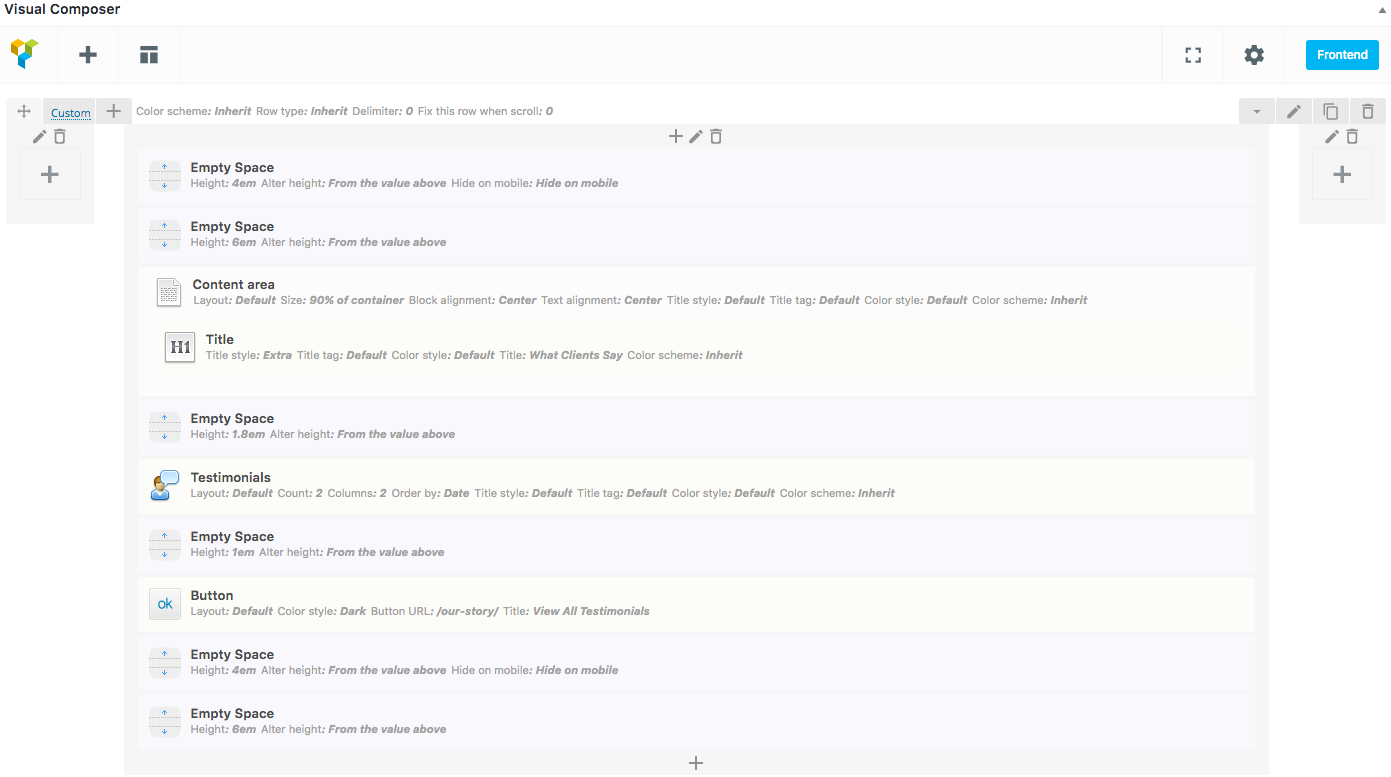 Visual Composer
Frontend
Custom
Color scheme: Inherit Row type: Inherit Delimiter: 0 Fix this row when scroll: 0
Empty Space
Height: 4em Alter height: From the value above Hide on mobile: Hide on mobile
Empty Space
Height: 6em Alter height: From the value above
Content area
Layout: Default Size: 90% of container Block alignment: Center Text alignment: Center Title style: Default Title tag: Default Color style: Default Color scheme: Inherit
H1
Title
Title style: Extra Title tag: Default Color style: Default Title: What Clients Say Color scheme: Inherit
Empty Space
Height: 1.8em Alter height: From the value above
Testimonials
Layout: Default Count: 2 Columns: 2 Order by: Date Title style: Default Title tag: Default Color style: Default Color scheme: Inherit
Empty Space
Height: 1em Alter height: From the value above
ok
Button
Layout: Default Color style: Dark Button URL: /our-story/ Title: View All Testimonials
Empty Space
Height: 4em Alter height: From the value above Hide on mobile: Hide on mobile
Empty Space
Height: 6em Alter height: From the value above